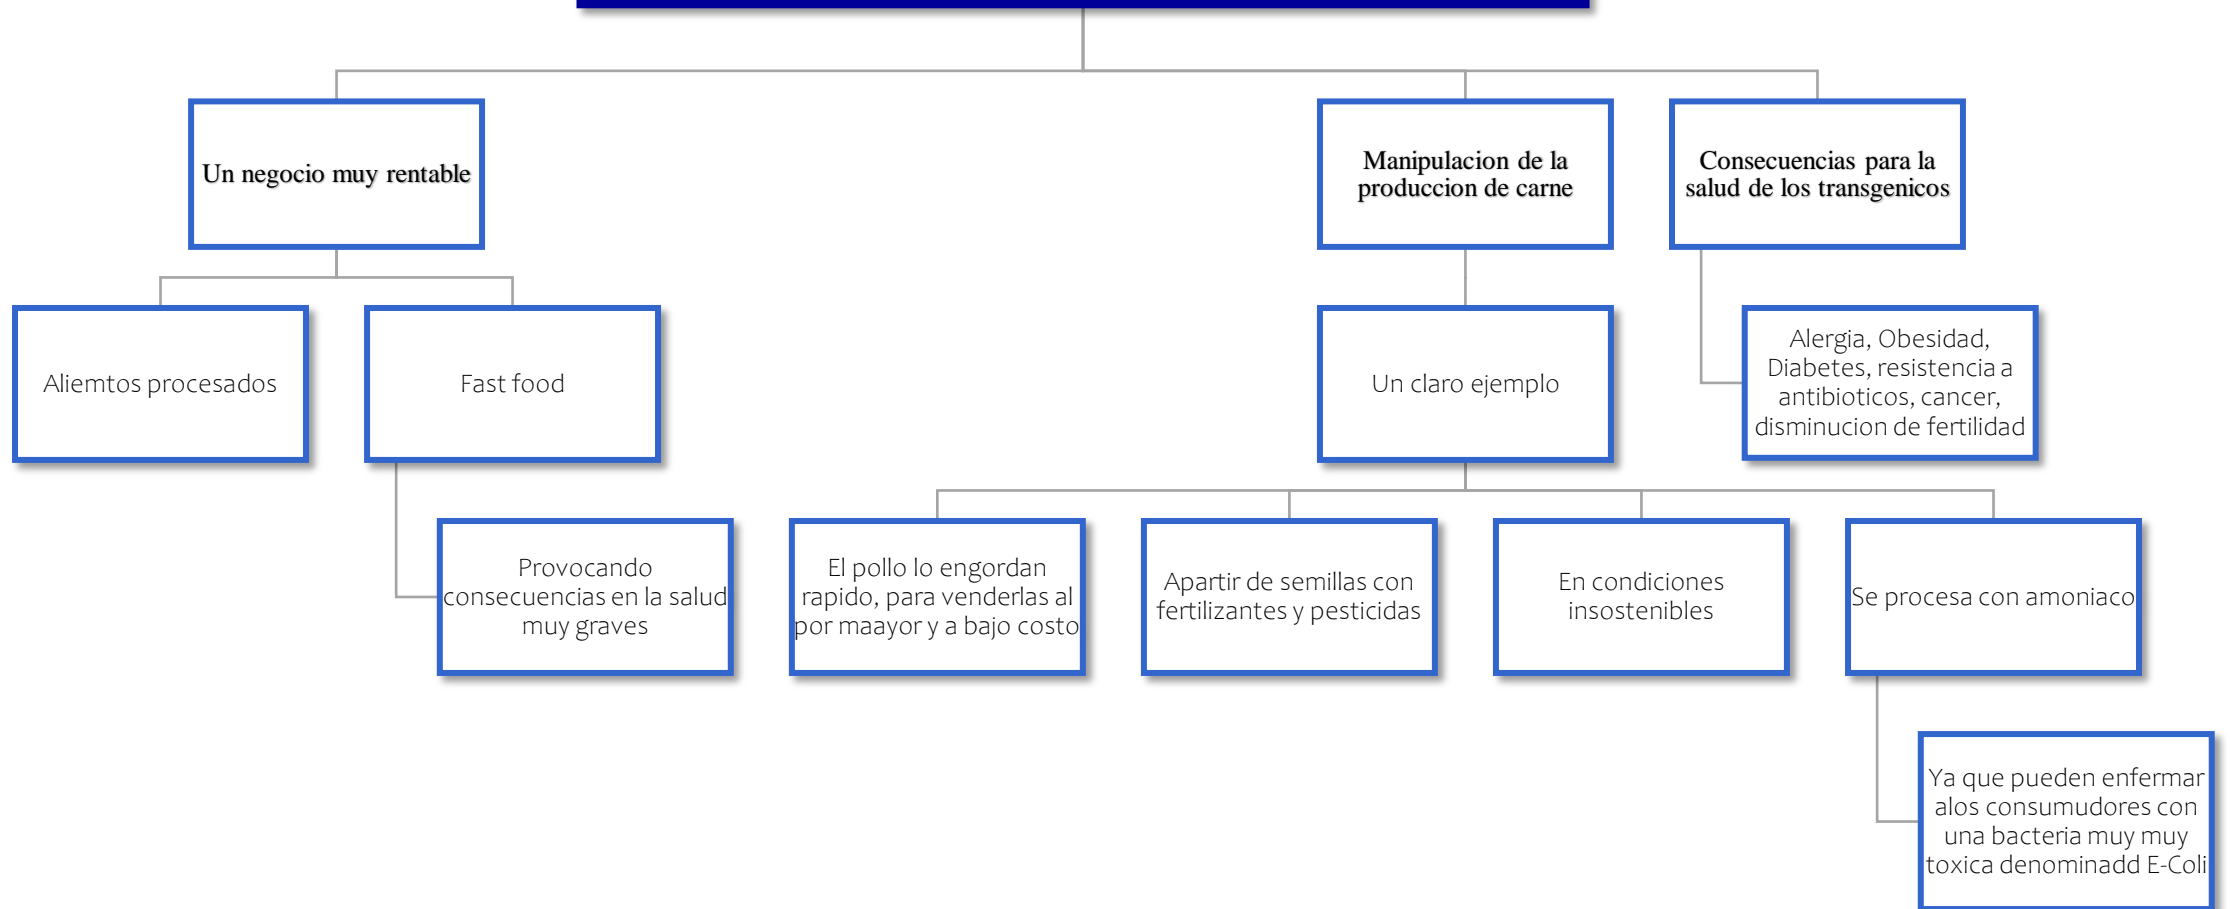 Un negocio muy rentable
Manipulacion de la
produccion de carne
Consecuencias para la
salud de los transgenicos
Aliemtos procesados
Fast food
Un claro ejemplo
Alergia, Obesidad,
Diabetes, resistencia a
antibioticos, cancer,
disminucion de fertilidad
Provocando
consecuencias en la salud
muy graves
El pollo lo engordan
rapido, para venderlas al
por maayor y a bajo costo
Apartir de semillas con
fertilizantes y pesticidas
En condiciones
insostenibles
Se procesa con amoniaco
Ya que pueden enfermar
alos consumudores con
una bacteria muy muy
toxica denominadd E-Coli